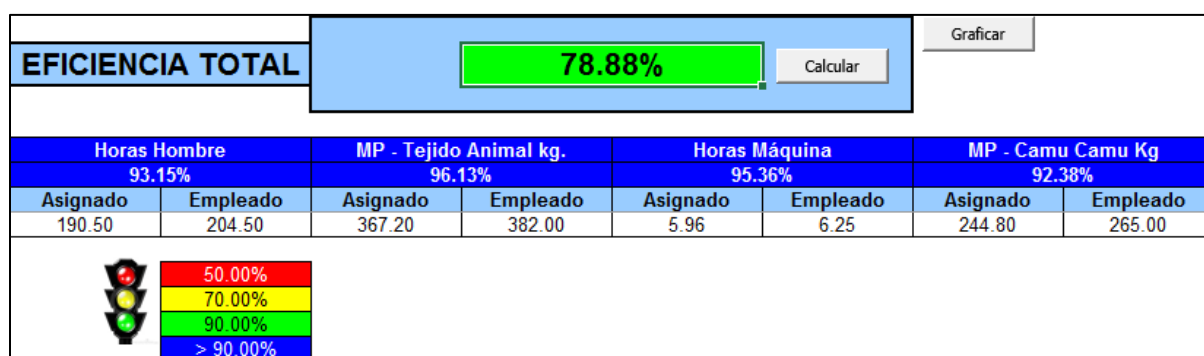 Graficar
EFICIENCIA TOTAL 78.88% Calcular
Horas Hombre MP - Tejido Animal kg. Horas Máquina MP - Camu Camu Kg
93.15% 96.13% 95.36% 92.38%
Asignado Empleado Asignado Empleado Asignado Empleado Asignado Empleado
190.50 204.50 367.20 382.00 5.96 6.25 244.80 265.00
50.00%
70.00%
90.00%
> 90.00%